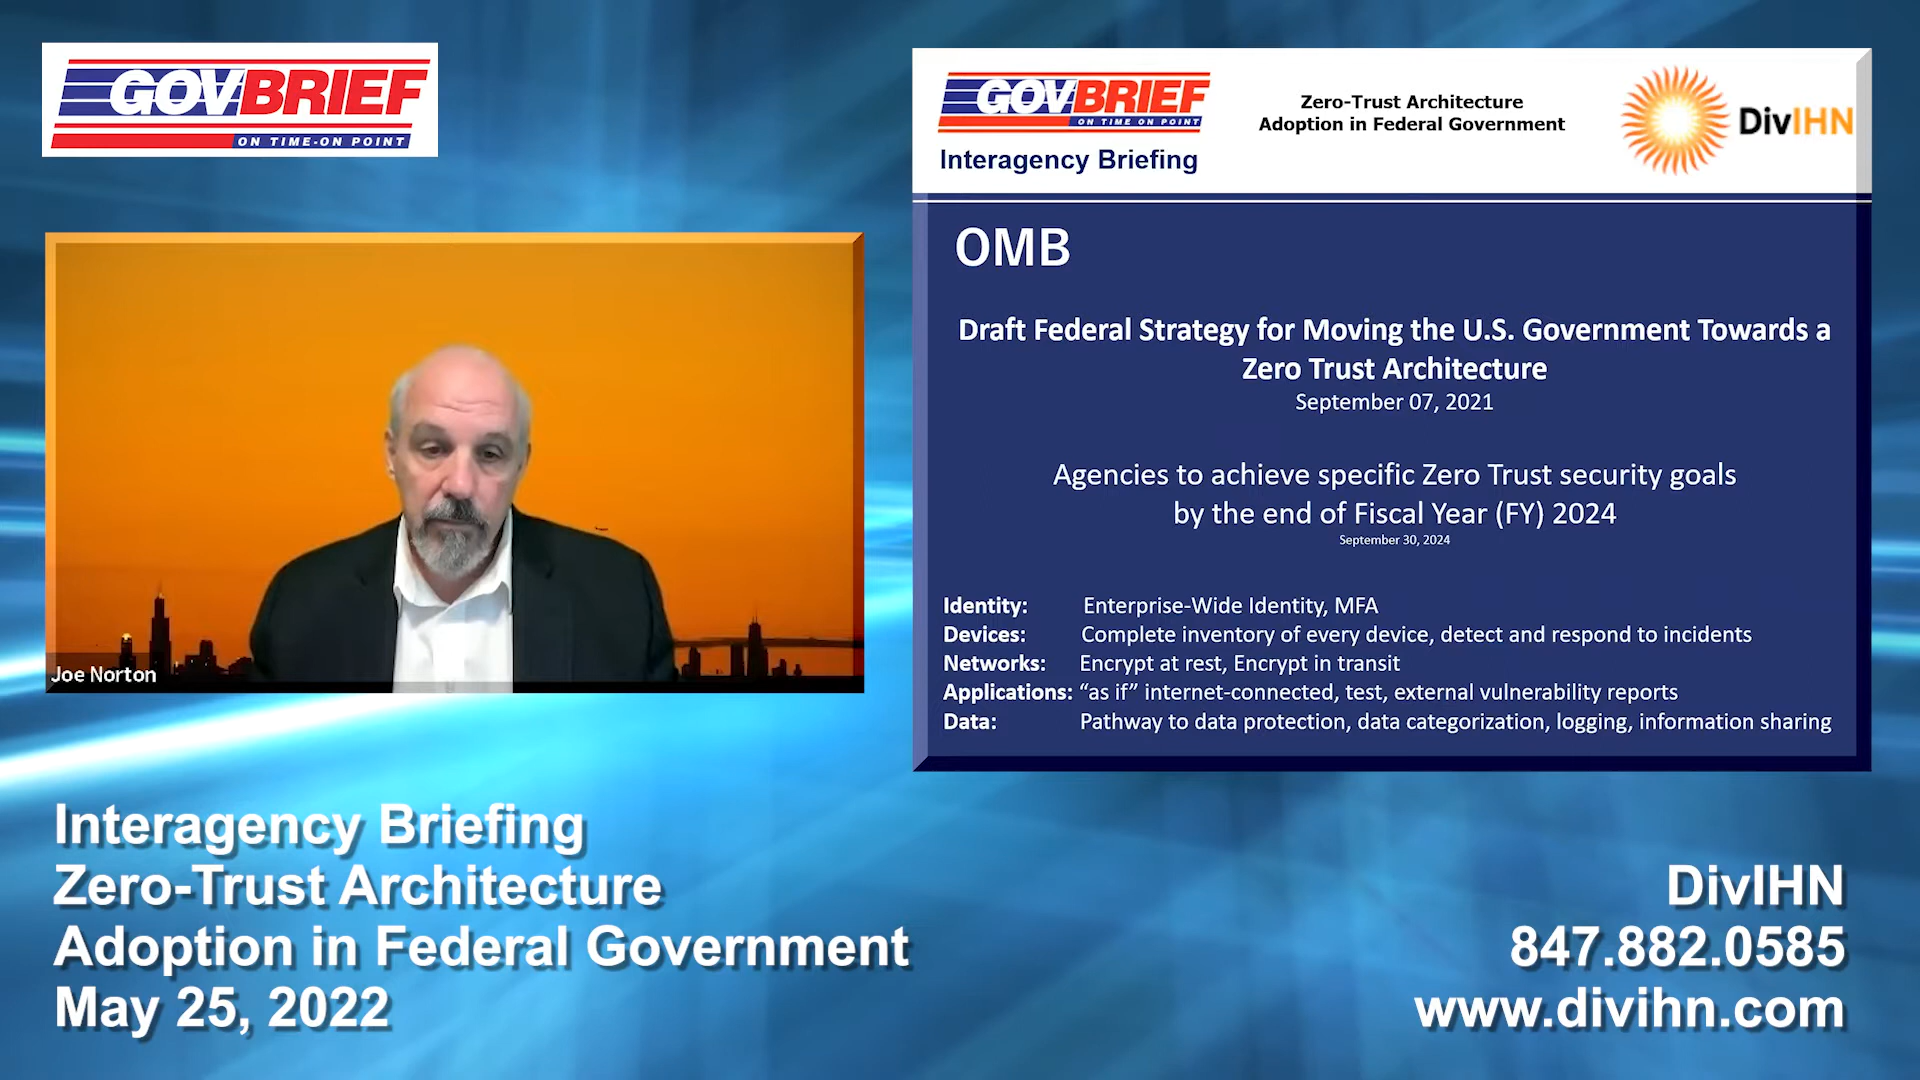 GOVBRIEF
ON TIME-ON POINT
Joe Norton
Interagency Briefing
Zero-Trust Architecture
Adoption in Federal Government
May 25, 2022
GOVBRIEF
ON TIME ON POINT
Interagency Briefing
Zero-Trust Architecture
Adoption in Federal Government
DivIHN
OMB
Draft Federal Strategy for Moving the U.S. Government Towards a
Zero Trust Architecture
September 07, 2021
Agencies to achieve specific Zero Trust security goals
by the end of Fiscal Year (FY) 2024
September 30, 2024
Identity: Enterprise-Wide Identity, MFA
Devices: Complete inventory of every device, detect and respond to incidents
Networks: Encrypt at rest, Encrypt in transit
Applications: “as if” internet-connected, test, external vulnerability reports
Data: Pathway to data protection, data categorization, logging, information sharing
DivIHN
847.882.0585
www.divihn.com